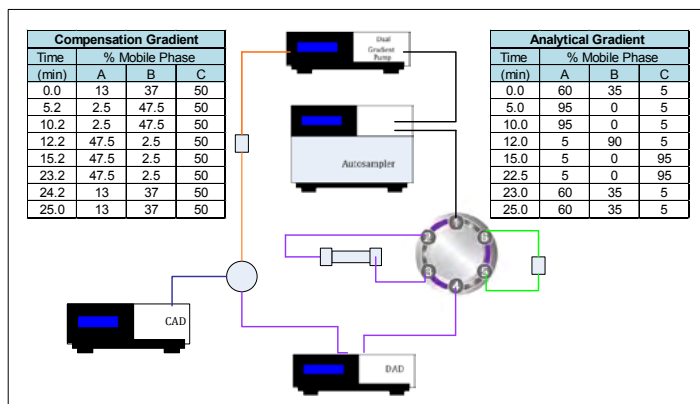 Compensation Gradient
Time % Mobile Phase
(min) A B C
0.0 13 37 50
5.2 2.5 47.5 50
10.2 2.5 47.5 50
12.2 47.5 2.5 50
15.2 47.5 2.5 50
23.2 47.5 2.5 50
24.2 13 37 50
25.0 13 37 50
Dual
Gradient
Pump
Autosampler
Analytical Gradient
Time % Mobile Phase
(min) A B C
0.0 60 35 5
5.0 95 0 5
10.0 95 0 5
12.0 5 90 5
15.0 5 0 95
22.5 5 0 95
23.0 60 35 5
25.0 60 35 5
1
2
6
3
5
4
CAD
DAD